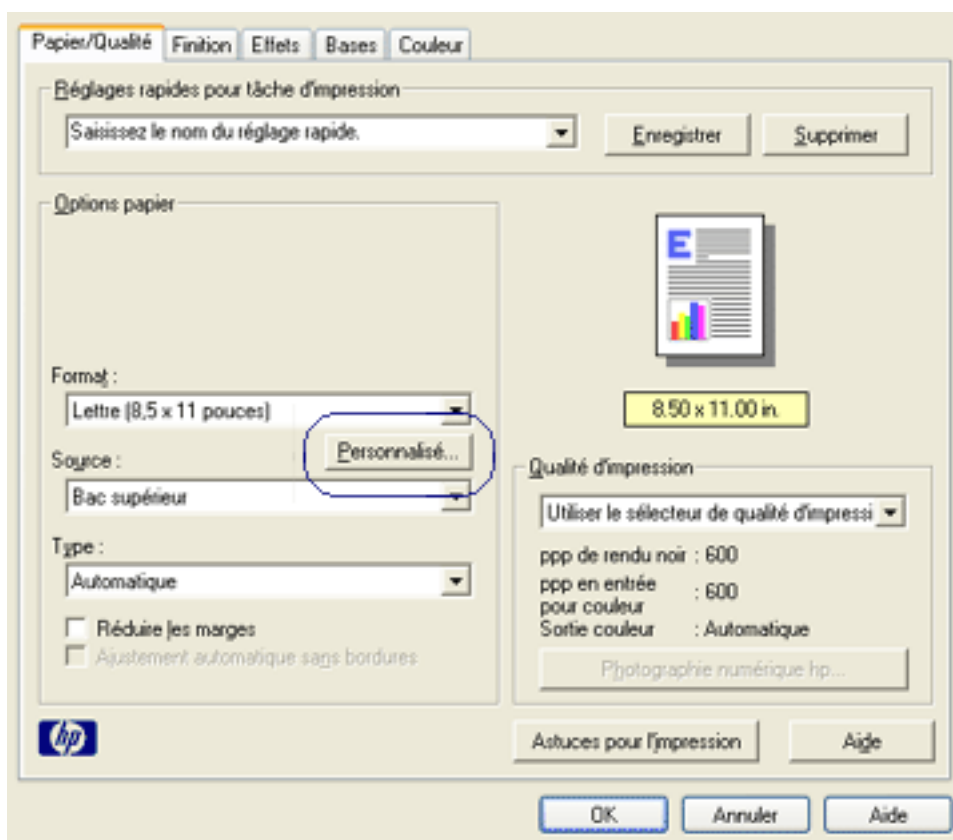 Papier/Qualité Finition Effets Bases Couleur
Réglages rapides pour tâche d'impression
Saisissez le nom du réglage rapide.
Enregistrer Supprimer
Options papier
E
Format :
Lettre (8,5 x 11 pouces)
8.50 x 11.00 in.
Personnalisé...
Source :
Bac supérieur
Qualité d'impression
Utiliser le sélecteur de qualité d'impressi
Type :
Automatique
ppp de rendu noir : 600
ppp en entrée
pour couleur : 600
Sortie couleur : Automatique
Réduire les marges
Ajustement automatique sans bordures
Photographie numérique hp...
hp
Astuces pour l'impression Aide
OK Annuler Aide